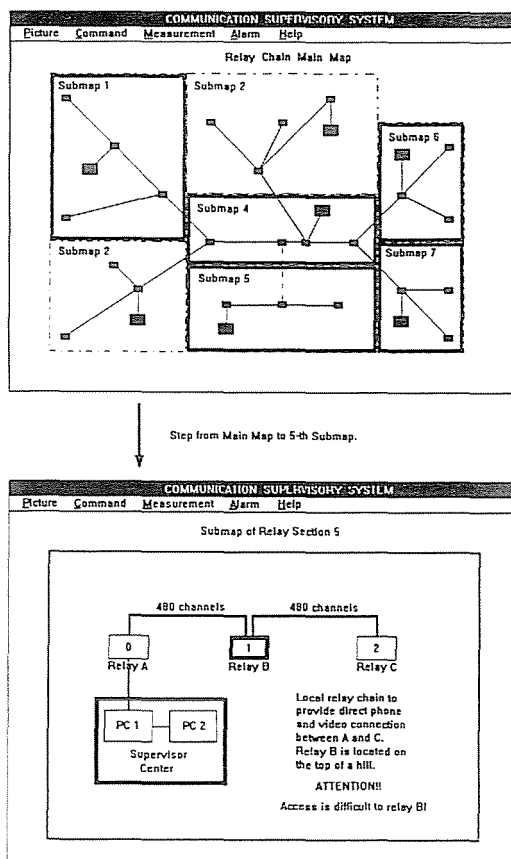 COMMUNICATION SUPERVISORY SYSTEM
Picture Command Measurement Alarm Help
Relay Chain Main Map
Submap 1
Submap 2
Submap 6
Submap 4
Submap 2
Submap 5
Submap 7
Step from Main Map to 5-th Submap.
COMMUNICATION SUPERVISORY SYSTEM
Picture Command Measurement Alarm Help
Submap of Relay Section 5
480 channels 480 channels
0 1 2
Relay A Relay B Relay C
PC 1 PC 2
Supervisor
Center
Local relay chain to
provide direct phone
and video connection
between A and C.
Relay B is located on
the top of a hill.
ATTENTION!!
Access is difficult to relay B!